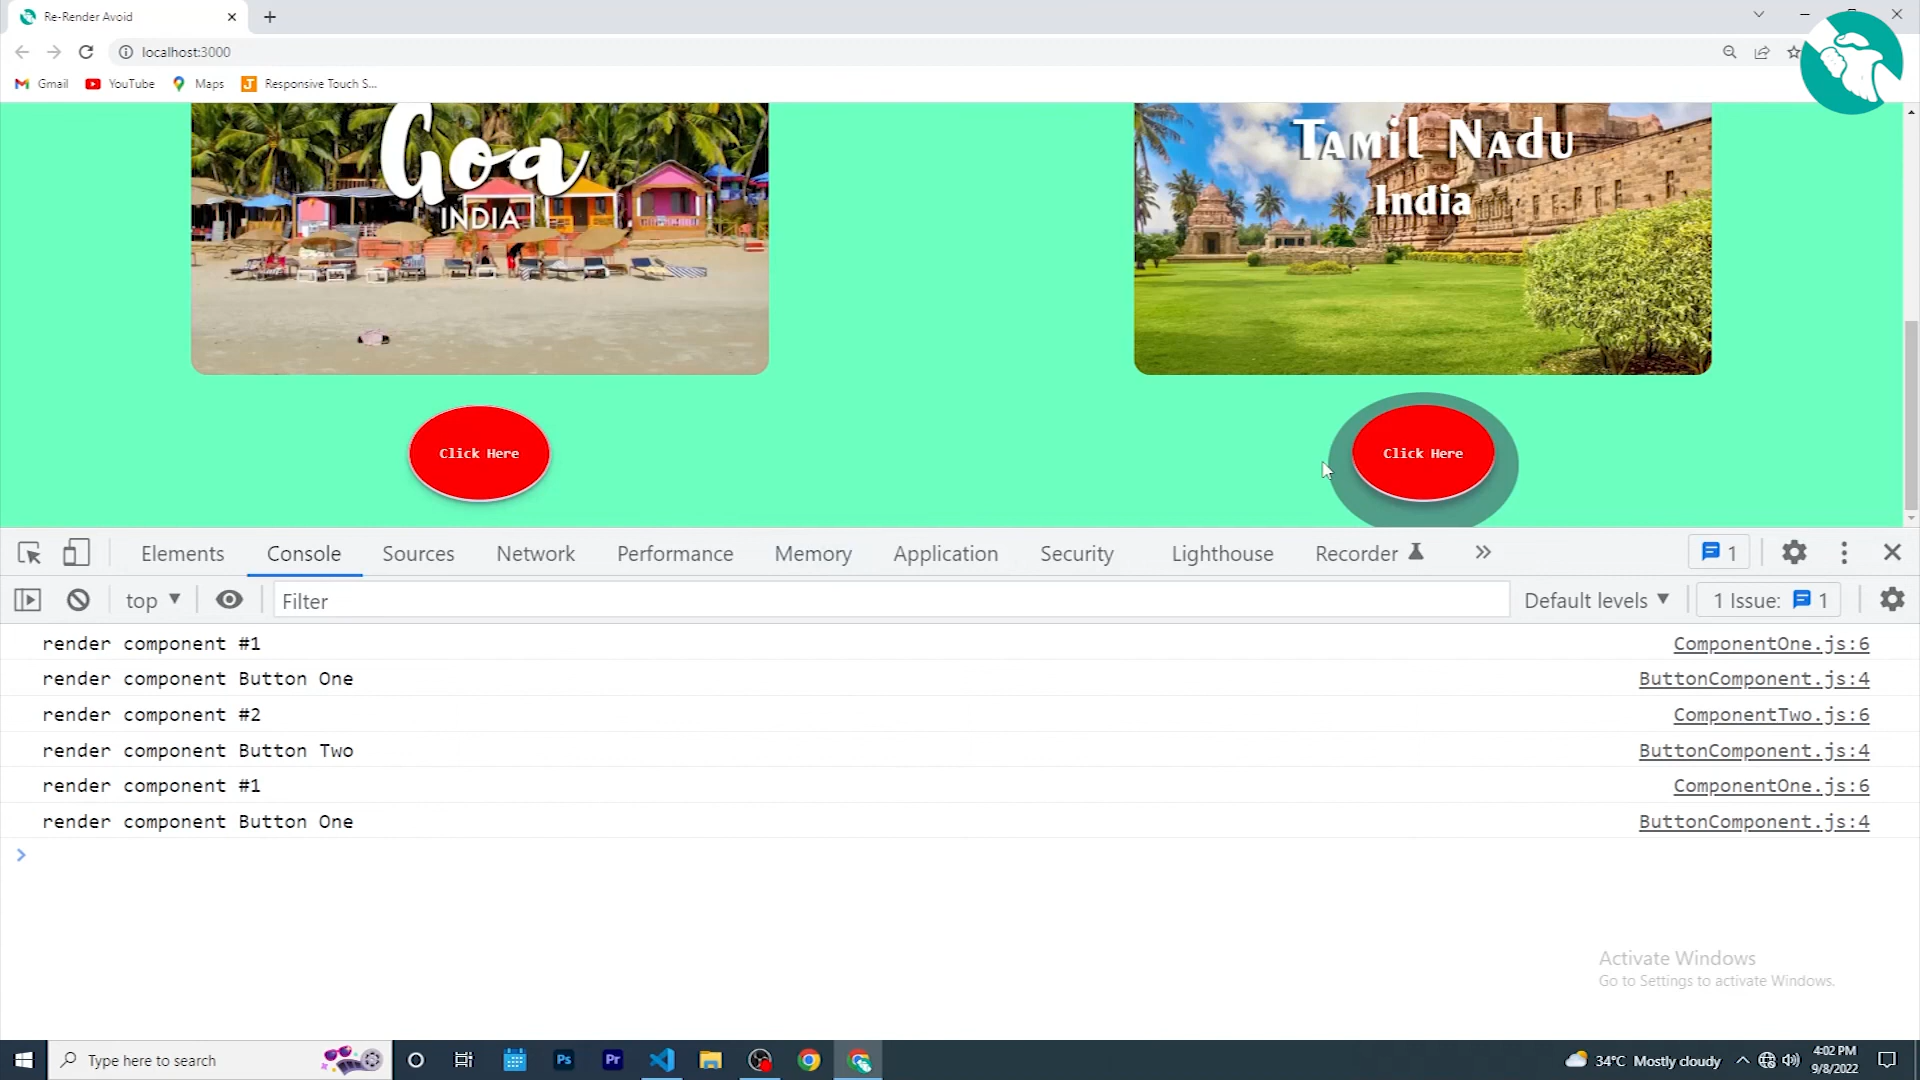 Re-Render Avoid
localhost:3000
Gmail YouTube Maps Responsive Touch S...
Goa
INDIA
Tamil Nadu
India
Click Here
Click Here
Elements Console Sources Network Performance Memory Application Security Lighthouse Recorder 1
top Filter Default levels 1 Issue: 1
render component #1 ComponentOne.js:6
render component Button One ButtonComponent.js:4
render component #2 ComponentTwo.js:6
render component Button Two ButtonComponent.js:4
render component #1 ComponentOne.js:6
render component Button One ButtonComponent.js:4
Activate Windows
Go to Settings to activate Windows.
Type here to search Ps Pr 34°C Mostly cloudy 4:02 PM
9/8/2022